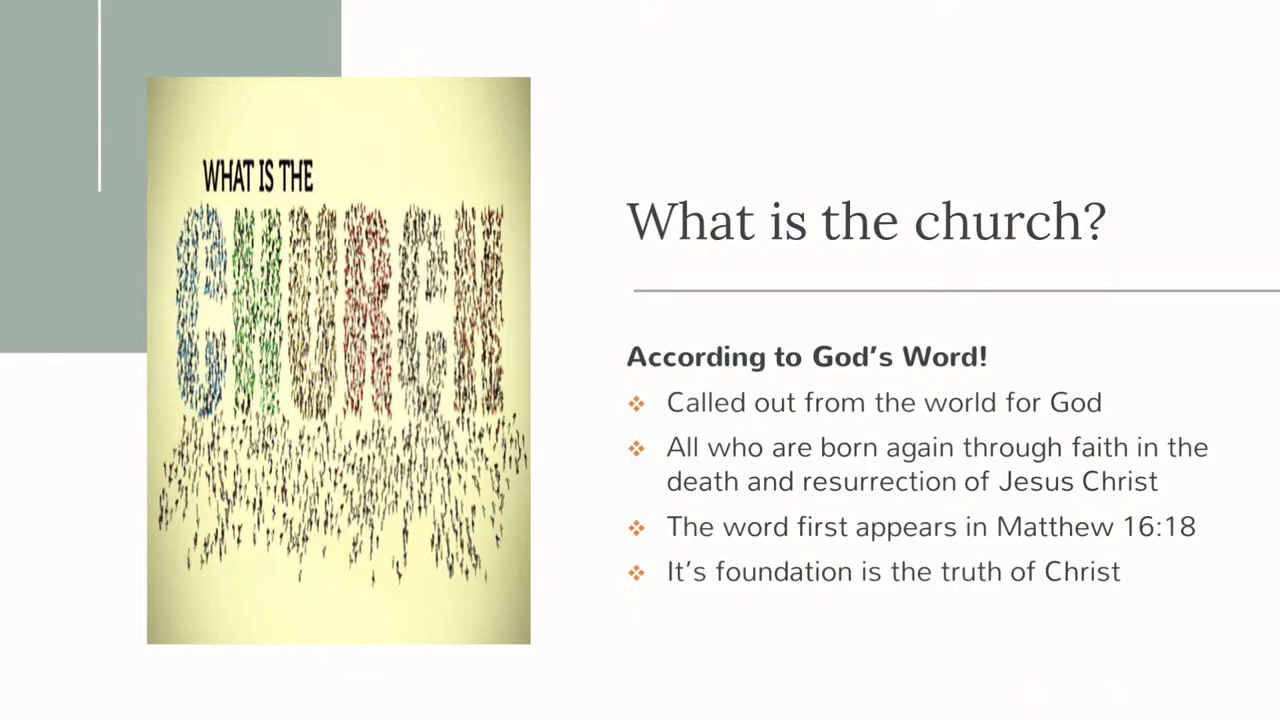 WHAT IS THE
CHURCH
What is the church?
According to God’s Word!
Called out from the world for God
All who are born again through faith in the
death and resurrection of Jesus Christ
The word first appears in Matthew 16:18
It’s foundation is the truth of Christ